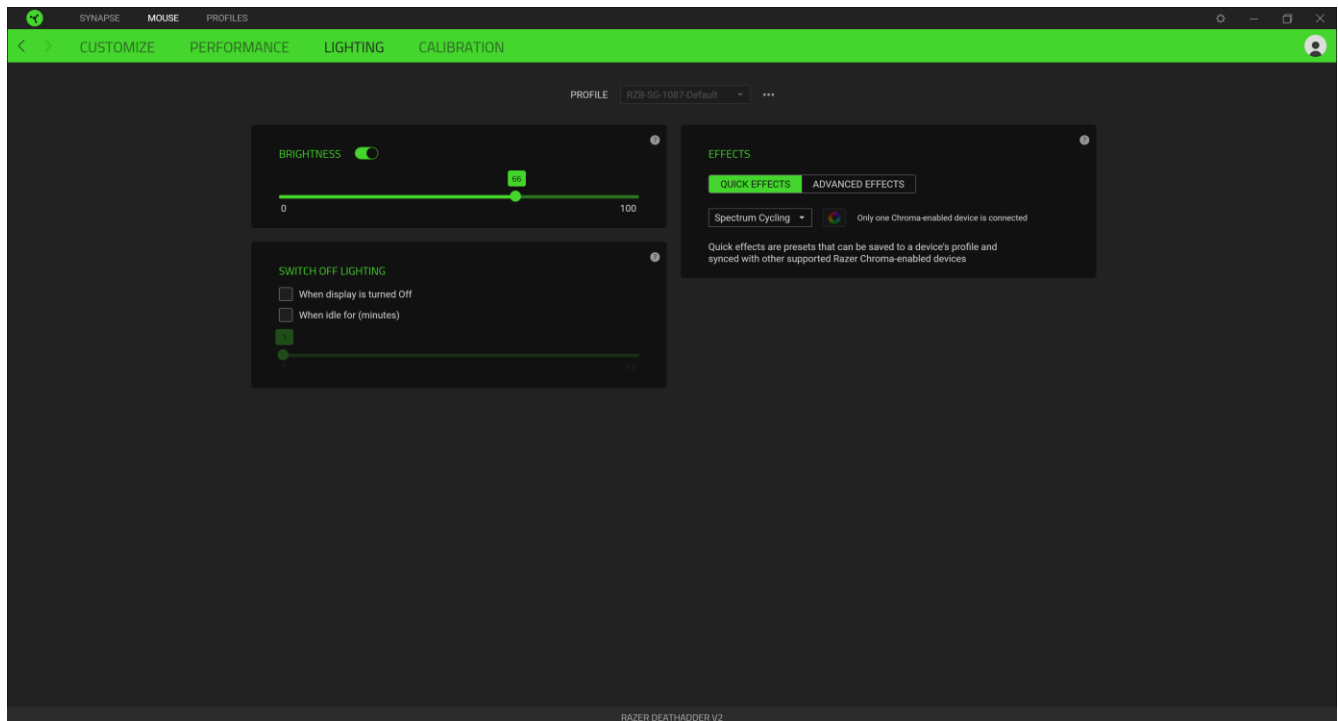 SYNAPSE MOUSE PROFILES
CUSTOMIZE PERFORMANCE LIGHTING CALIBRATION
PROFILE RZB-SG-1087-Default
BRIGHTNESS
66
0 100
SWITCH OFF LIGHTING
When display is turned Off
When idle for (minutes)
1
1 15
EFFECTS
QUICK EFFECTS ADVANCED EFFECTS
Spectrum Cycling Only one Chroma-enabled device is connected
Quick effects are presets that can be saved to a device's profile and
synced with other supported Razer Chroma-enabled devices
RAZER DEATHADDER V2